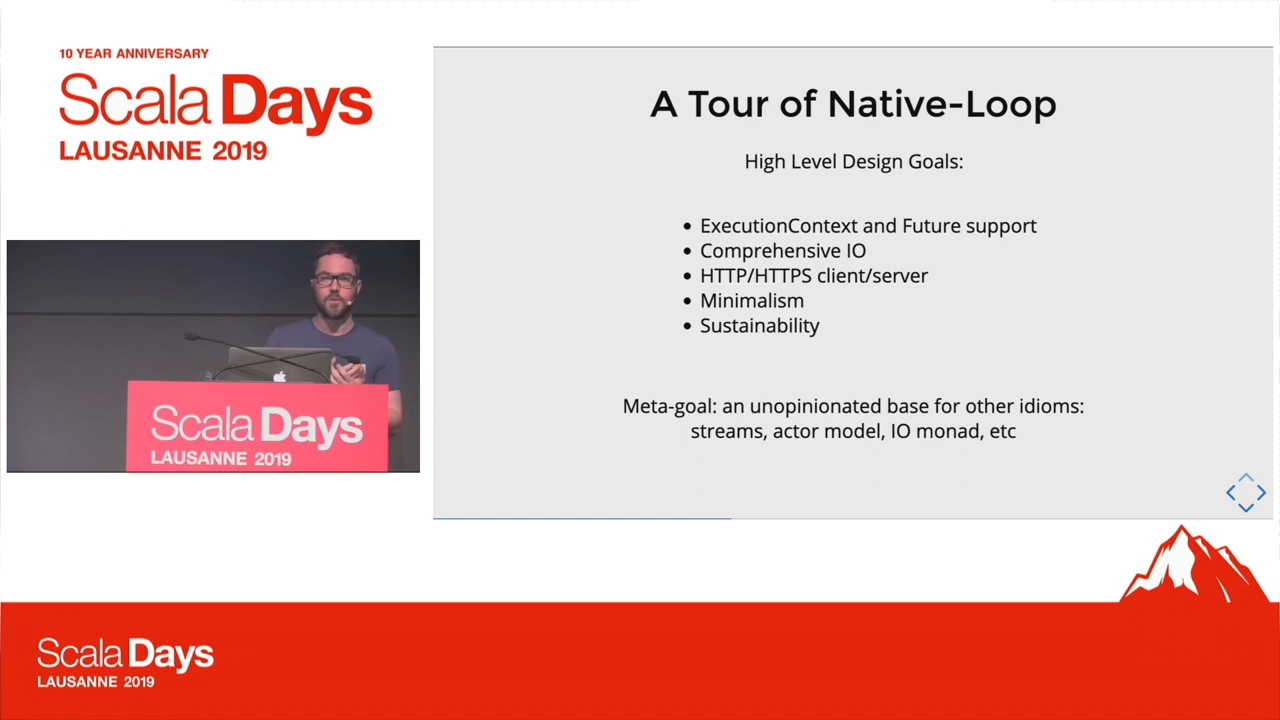 10 YEAR ANNIVERSARY
Scala Days
LAUSANNE 2019
A Tour of Native-Loop
High Level Design Goals:
ExecutionContext and Future support
Comprehensive IO
HTTP/HTTPS client/server
Minimalism
Sustainability
Meta-goal: an unopinionated base for other idioms:
streams, actor model, IO monad, etc
Scala Days
LAUSANNE 2019
Scala Days
LAUSANNE 2019